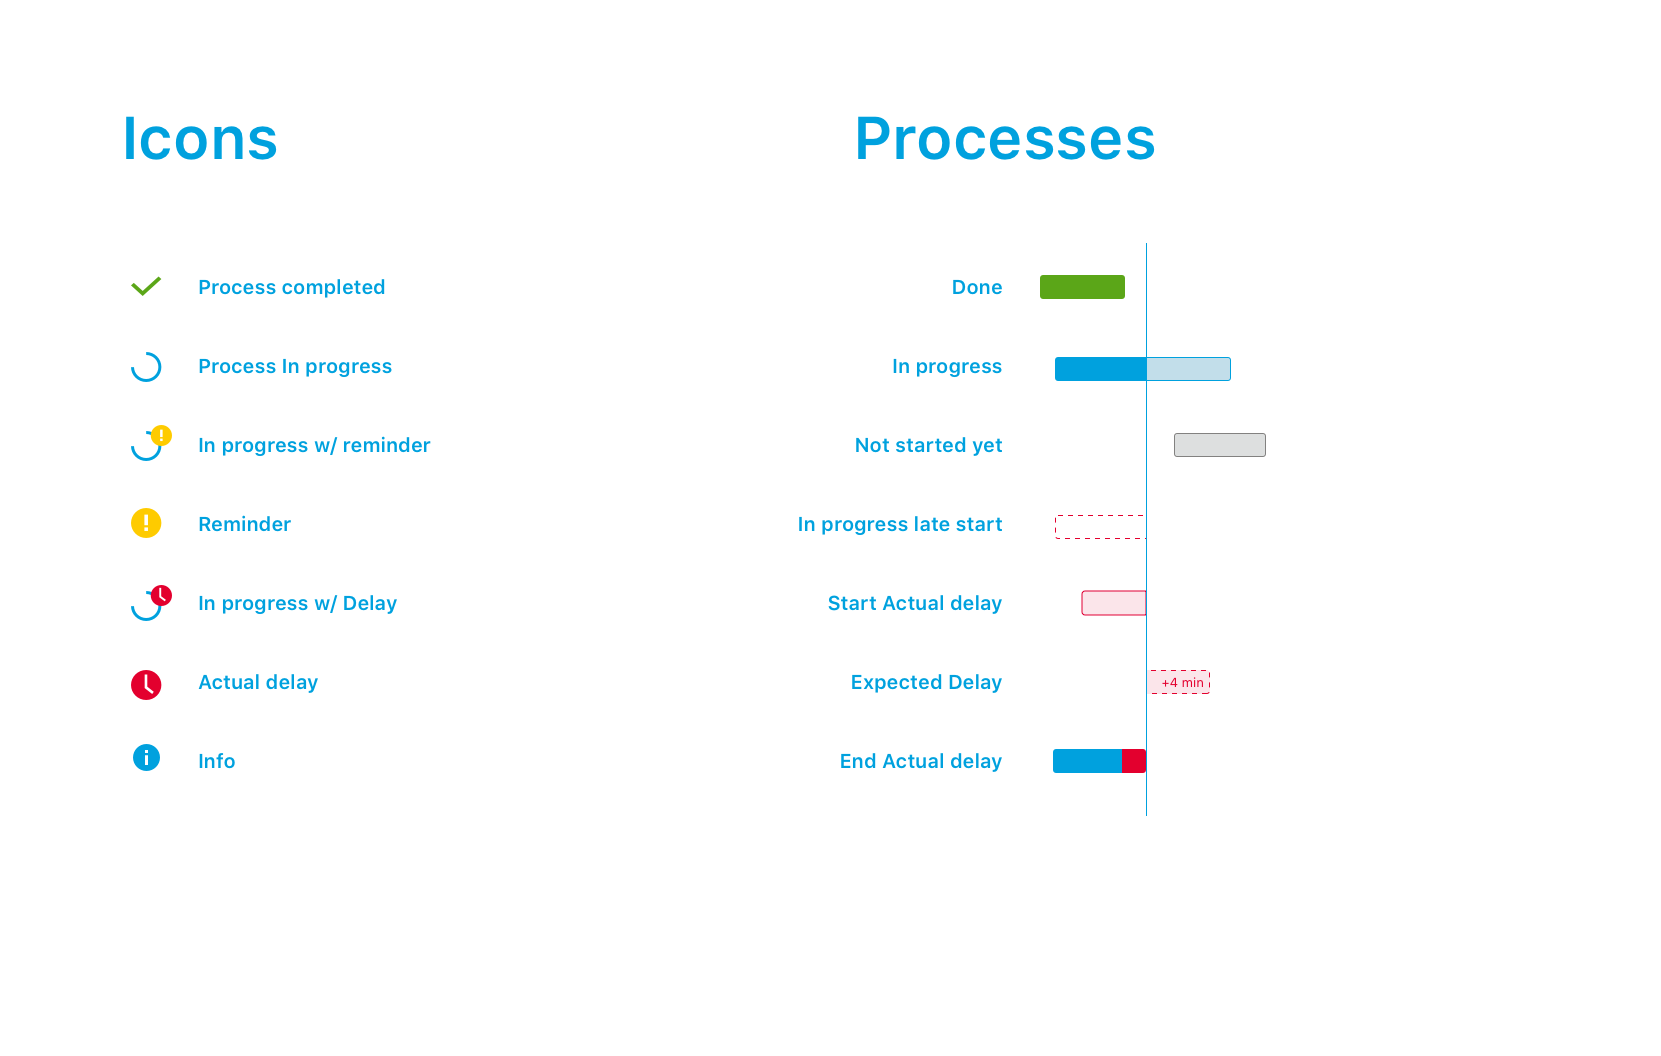 Icons
Process completed
Process In progress
In progress w/ reminder
Reminder
In progress w/ Delay
Actual delay
Info
Processes
Done
In progress
Not started yet
In progress late start
Start Actual delay
Expected Delay
+4 min
End Actual delay